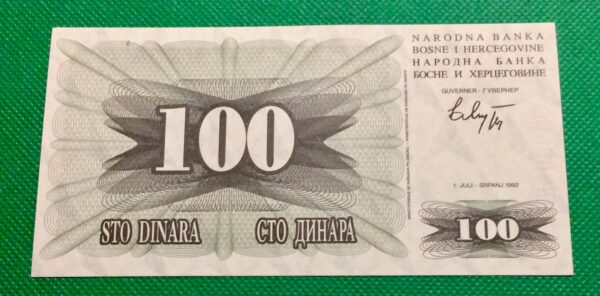 NARODNA BANKA
BOSNE I HERCEGOVINE
НАРОДНА БАНКА
БОСНЕ И ХЕРЦЕГОВИНЕ
GUVERNER - ГУВЕРНЕР
100
1. JULI - SRPANJ 1992
STO DINARA СТО ДИНАРА
100